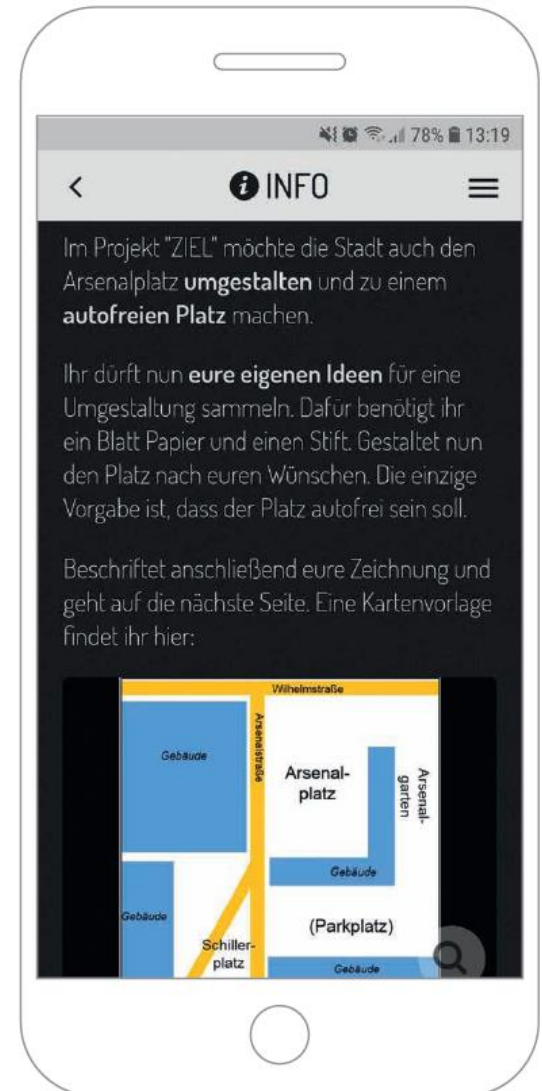 78% 13:19
INFO
Im Projekt "ZIEL" möchte die Stadt auch den
Arsenalplatz umgestalten und zu einem
autofreien Platz machen.
Ihr dürft nun eure eigenen Ideen für eine
Umgestaltung sammeln. Dafür benötigt ihr
ein Blatt Papier und einen Stift. Gestaltet nun
den Platz nach euren Wünschen. Die einzige
Vorgabe ist, dass der Platz autofrei sein soll.
Beschriftet anschließend eure Zeichnung und
geht auf die nächste Seite. Eine Kartenvorlage
findet ihr hier:
Wilhelmstraße
Arsenalstraße
Gebäude
Arsenal-
platz
Arsenal-
garten
Gebäude
Gebäude
(Parkplatz)
Schiller-
platz
Gebäude